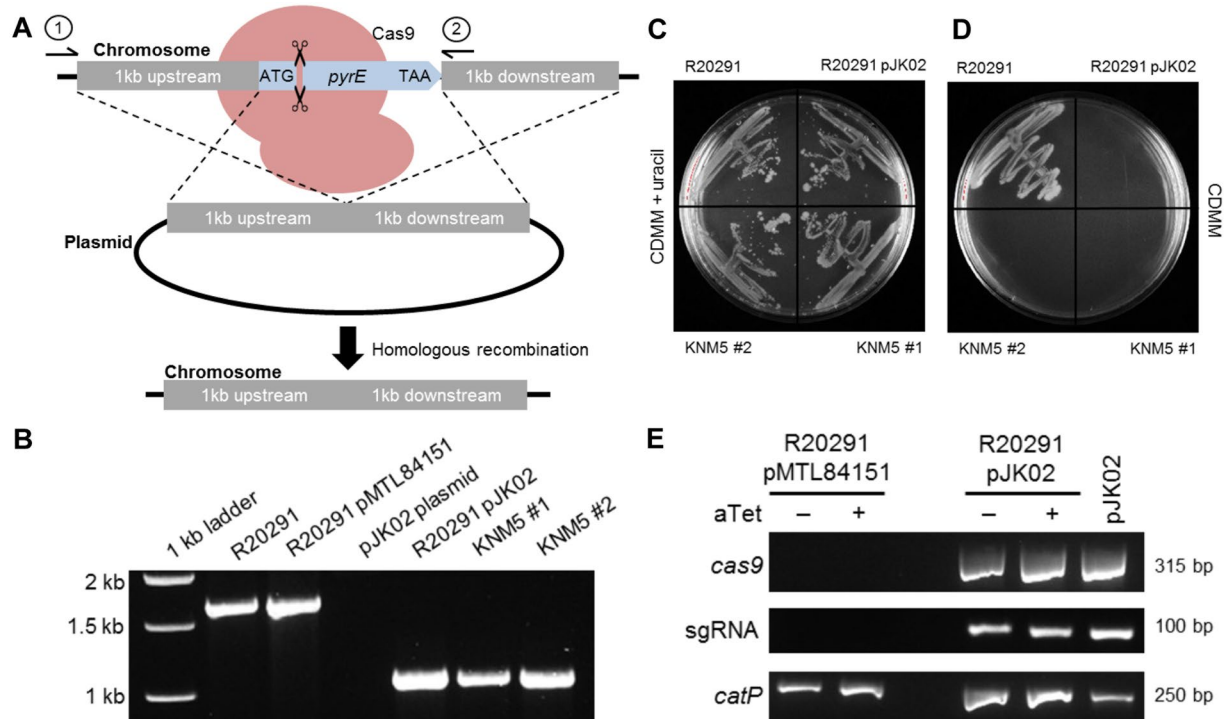 A
1
Chromosome
Cas9
2
1kb upstream
ATG
pyrE
TAA
1kb downstream
1kb upstream
1kb downstream
Plasmid
Homologous recombination
Chromosome
1kb upstream
1kb downstream
B
1 kb ladder
R20291
R20291 pMTL84151
pJK02 plasmid
R20291 pJK02
KNM5 #1
KNM5 #2
2 kb
1.5 kb
1 kb
C
R20291
R20291 pJK02
CDMM + uracil
KNM5 #2
KNM5 #1
D
R20291
R20291 pJK02
CDMM
KNM5 #2
KNM5 #1
E
R20291
pMTL84151
R20291
pJK02
pJK02
aTet
–
+
–
+
cas9
315 bp
sgRNA
100 bp
catP
250 bp